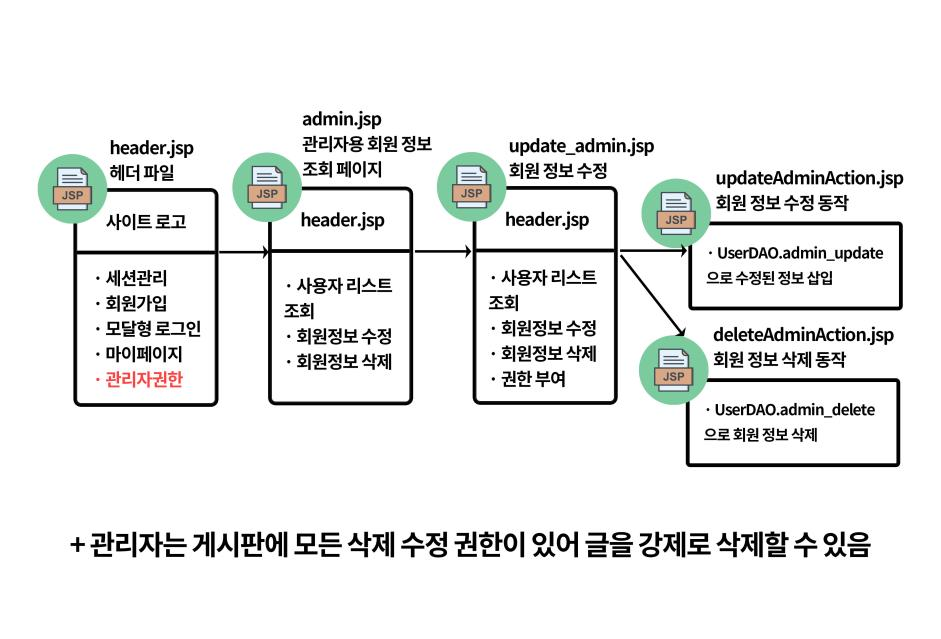 header.jsp
헤더 파일
JSP
사이트 로고
· 세션관리
· 회원가입
· 모달형 로그인
· 마이페이지
· 관리자권한
admin.jsp
관리자용 회원 정보
조회 페이지
JSP
header.jsp
· 사용자 리스트
조회
· 회원정보 수정
· 회원정보 삭제
update_admin.jsp
회원 정보 수정
JSP
header.jsp
· 사용자 리스트
조회
· 회원정보 수정
· 회원정보 삭제
· 권한 부여
updateAdminAction.jsp
회원 정보 수정 동작
JSP
· UserDAO.admin_update
으로 수정된 정보 삽입
deleteAdminAction.jsp
회원 정보 삭제 동작
JSP
· UserDAO.admin_delete
으로 회원 정보 삭제
+ 관리자는 게시판에 모든 삭제 수정 권한이 있어 글을 강제로 삭제할 수 있음